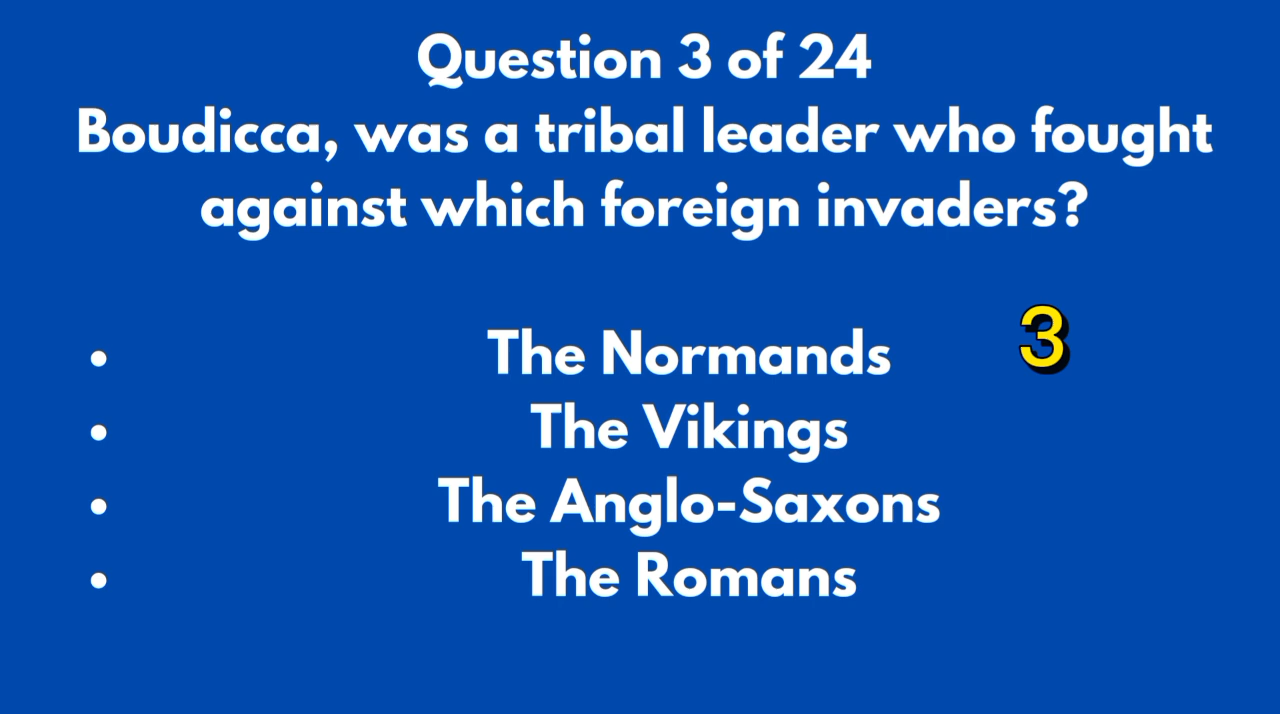 Question 3 of 24
Boudicca, was a tribal leader who fought
against which foreign invaders?
• The Normands
3
• The Vikings
• The Anglo-Saxons
• The Romans